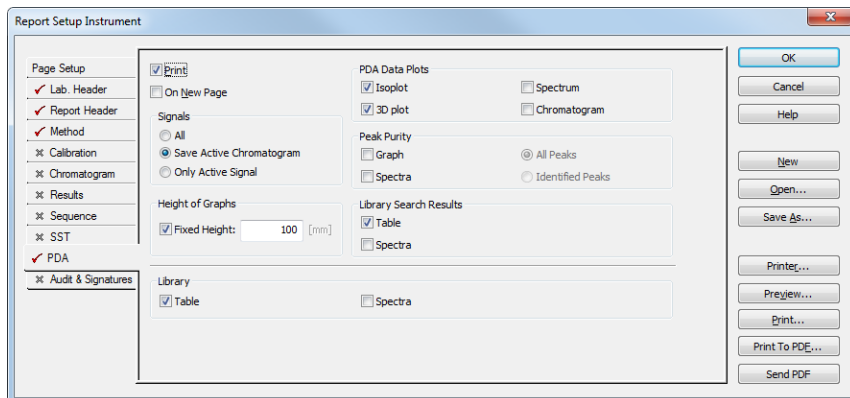 Report Setup Instrument
Page Setup
Lab. Header
Report Header
Method
Calibration
Chromatogram
Results
Sequence
SST
PDA
Audit & Signatures
Print
On New Page
Signals
All
Save Active Chromatogram
Only Active Signal
Height of Graphs
Fixed Height: 100 [mm]
PDA Data Plots
Isoplot Spectrum
3D plot Chromatogram
Peak Purity
Graph All Peaks
Spectra Identified Peaks
Library Search Results
Table
Spectra
Library
Table Spectra
OK
Cancel
Help
New
Open...
Save As...
Printer...
Preview...
Print...
Print To PDF...
Send PDF